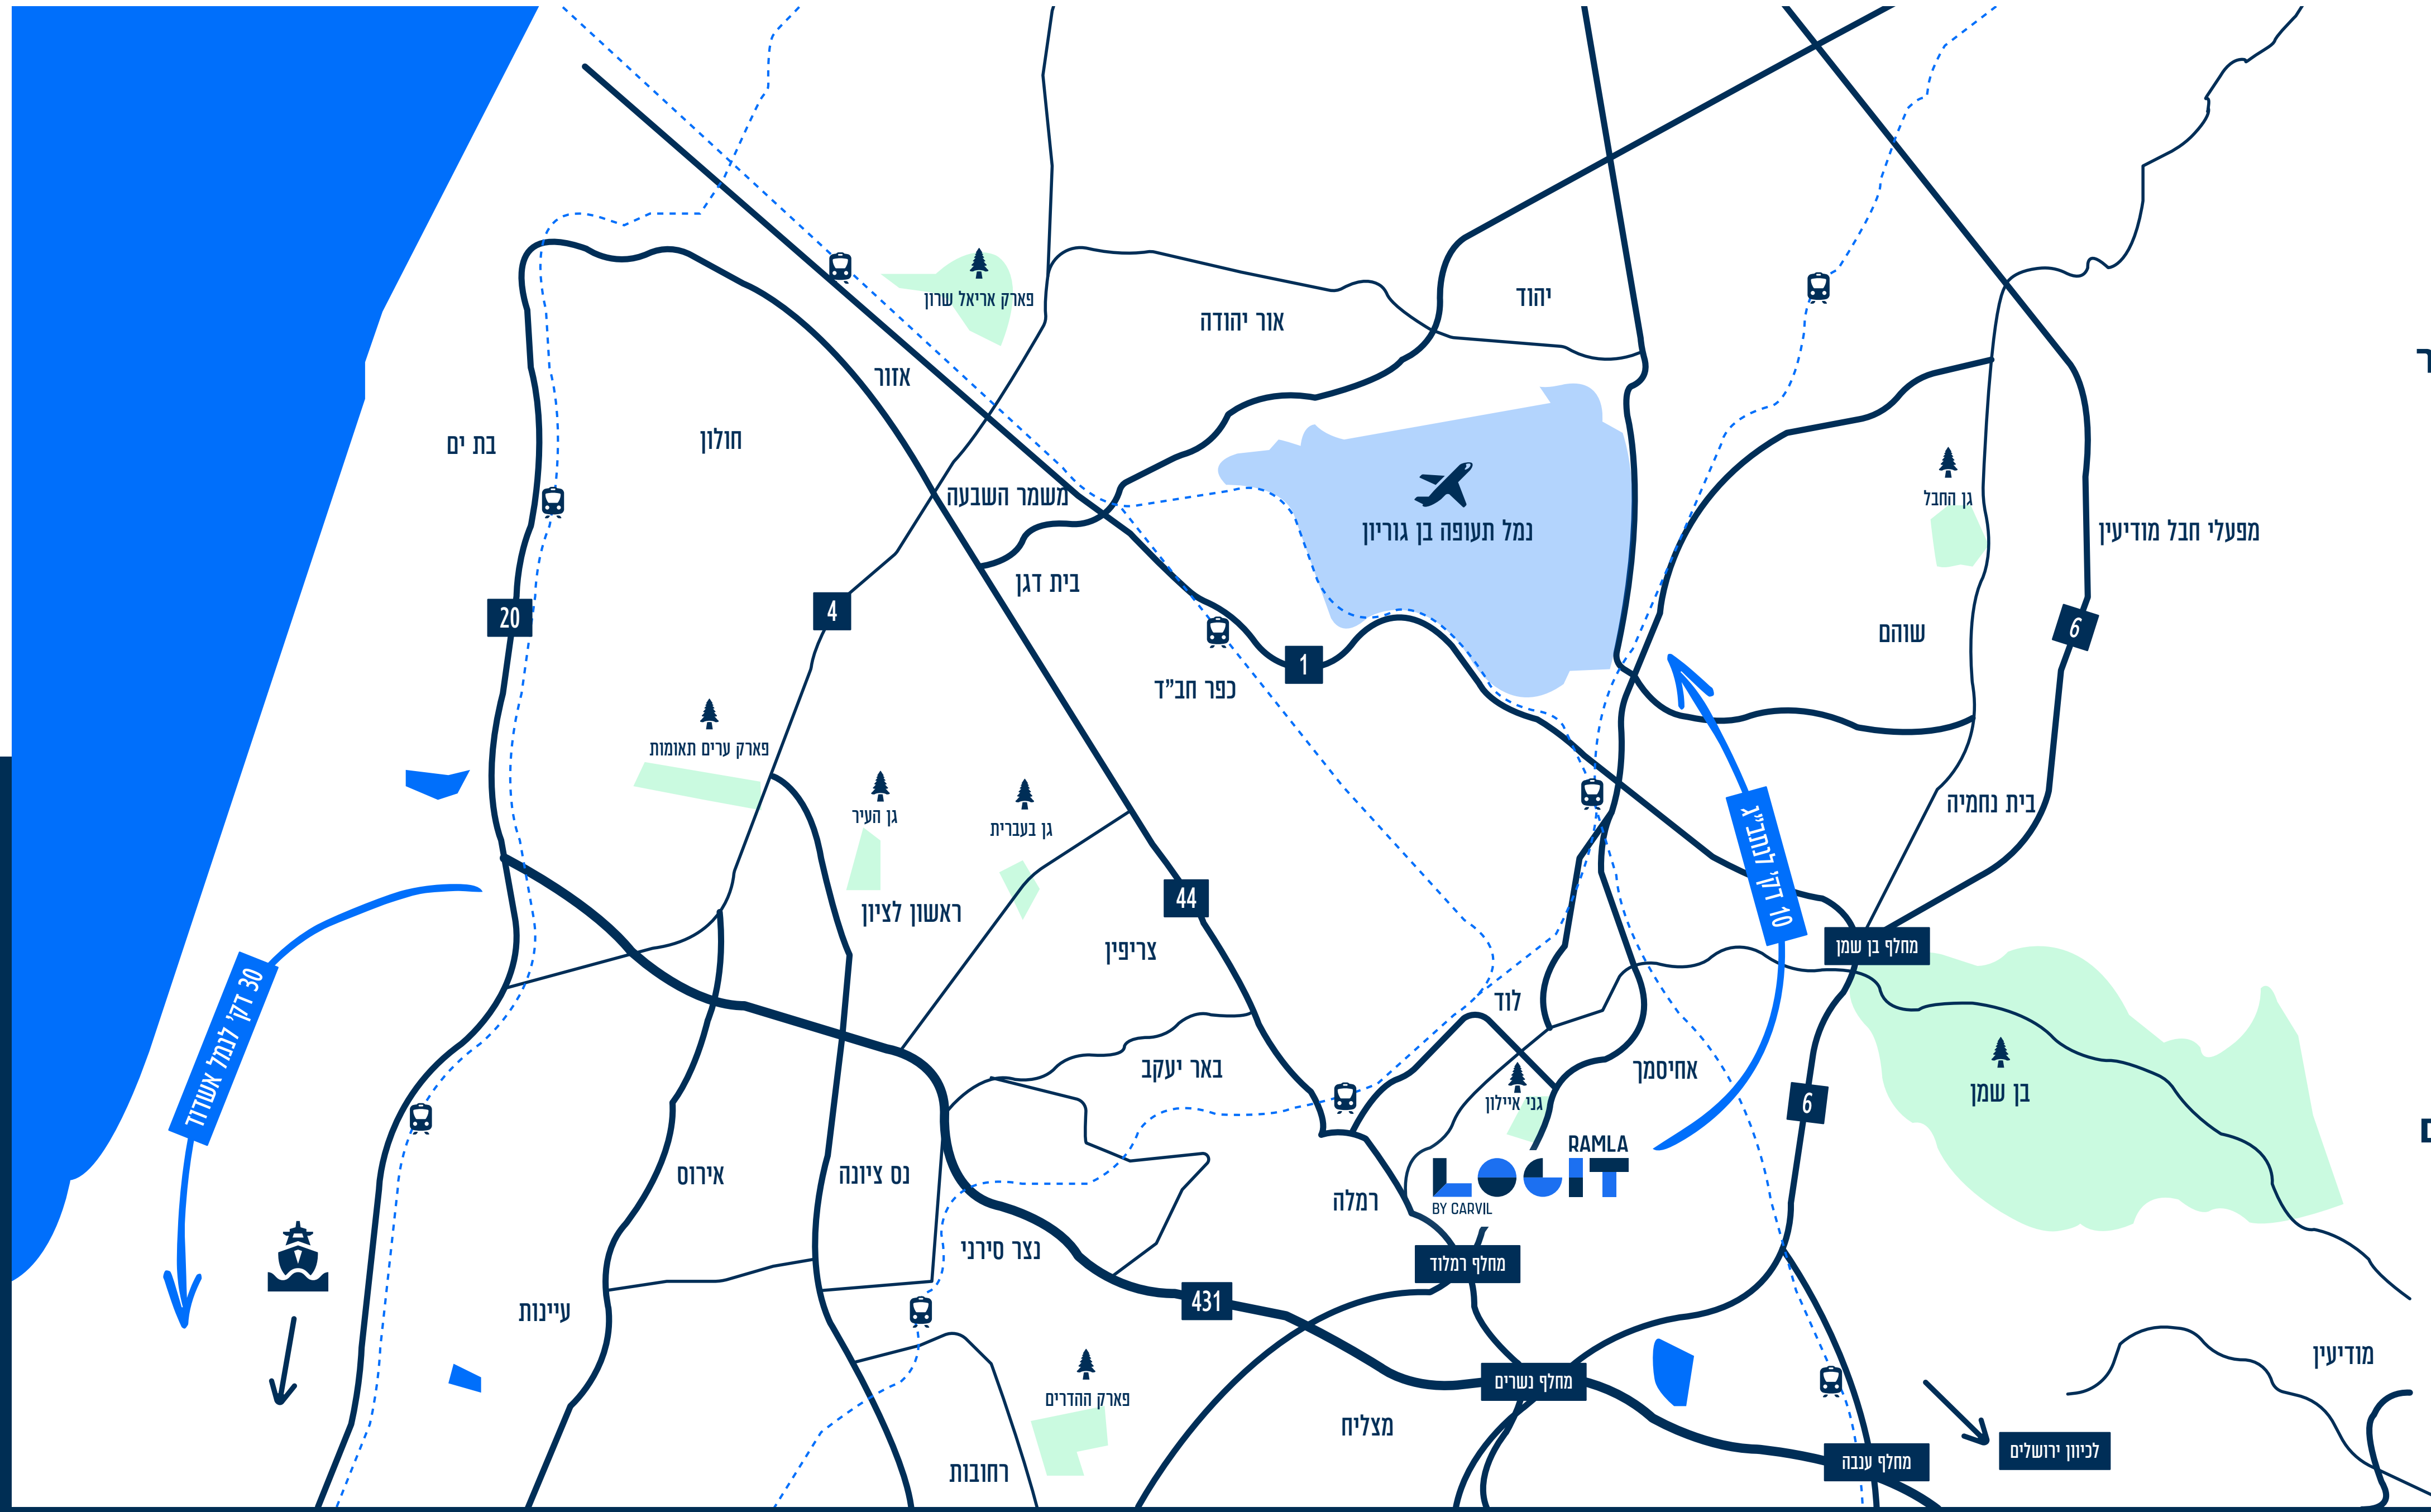 פארק אריאל שרון
יהוד
אור יהודה
אזור
חולון
בת ים
משמר השבעה
גן החבל
נמל תעופה בן גוריון
מפעלי חבל מודיעין
בית דגן
20
4
6
שוהם
1
כפר חב"ד
פארק ערים תאומות
בית נחמיה
גן העיר
גן בעברית
10 דק' לנתב"ג
44
ראשון לציון
צריפין
מחלף בן שמן
לוד
30 דק' לנמל אשדוד
באר יעקב
אחיסמך
בן שמן
גני איילון
6
RAMLA
LOGIT
BY CARVIL
אירוס
נס ציונה
רמלה
נצר סירני
מחלף רמלוד
עיינות
431
מודיעין
מחלף נשרים
פארק ההדרים
מצליח
לכיוון ירושלים
מחלף ענבה
רחובות